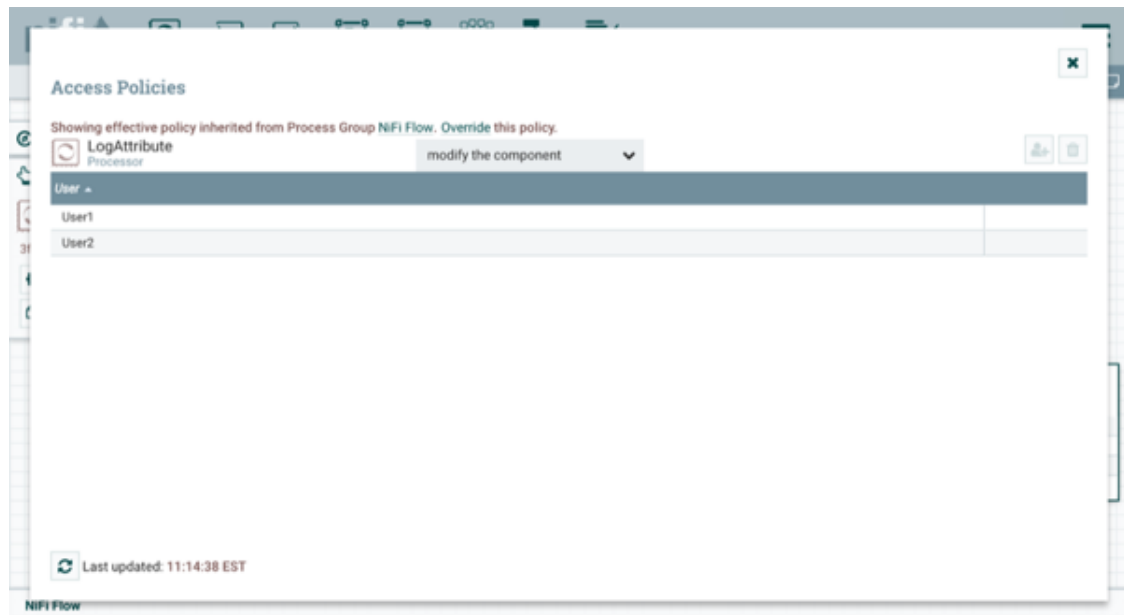 Access Policies
Showing effective policy inherited from Process Group NiFi Flow. Override this policy.
LogAttribute
Processor
modify the component
User
User1
User2
Last updated: 11:14:38 EST
NiFi Flow